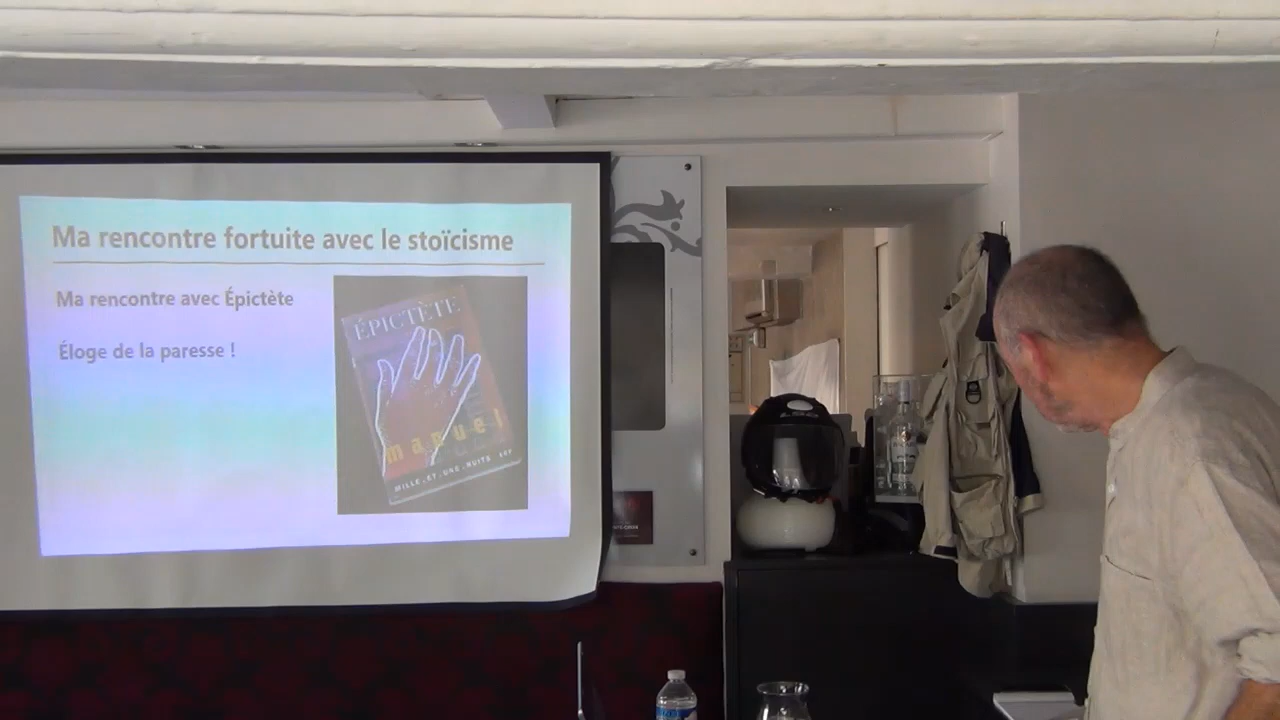 Ma rencontre fortuite avec le stoïcisme
Ma rencontre avec Épictète
Éloge de la paresse !
ÉPICTÈTE
manuel
MILLE.ET.UNE.NUITS